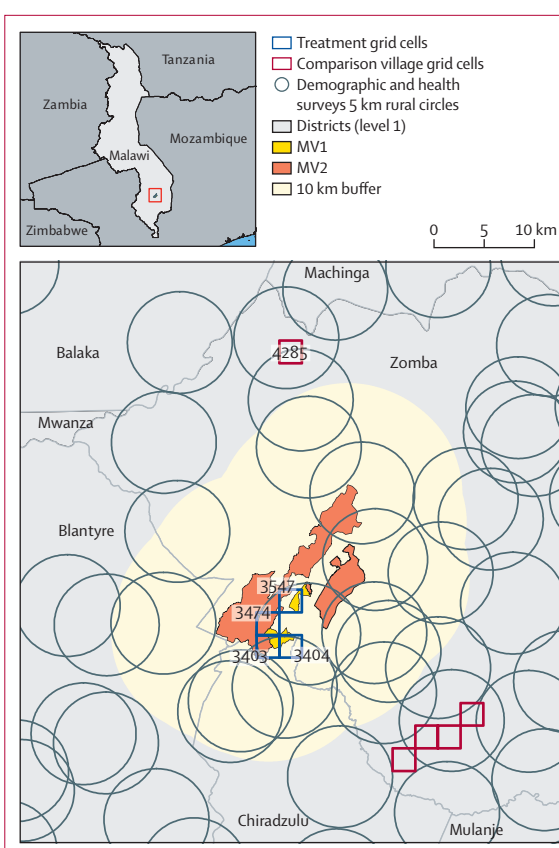 Tanzania
Zambia
Mozambique
Malawi
Zimbabwe
Treatment grid cells
Comparison village grid cells
Demographic and health
surveys 5 km rural circles
Districts (level 1)
MV1
MV2
10 km buffer
0 5 10 km
Machinga
4285
Balaka
Zomba
Mwanza
Blantyre
3547
3474
3403 3404
Chiradzulu
Mulanje